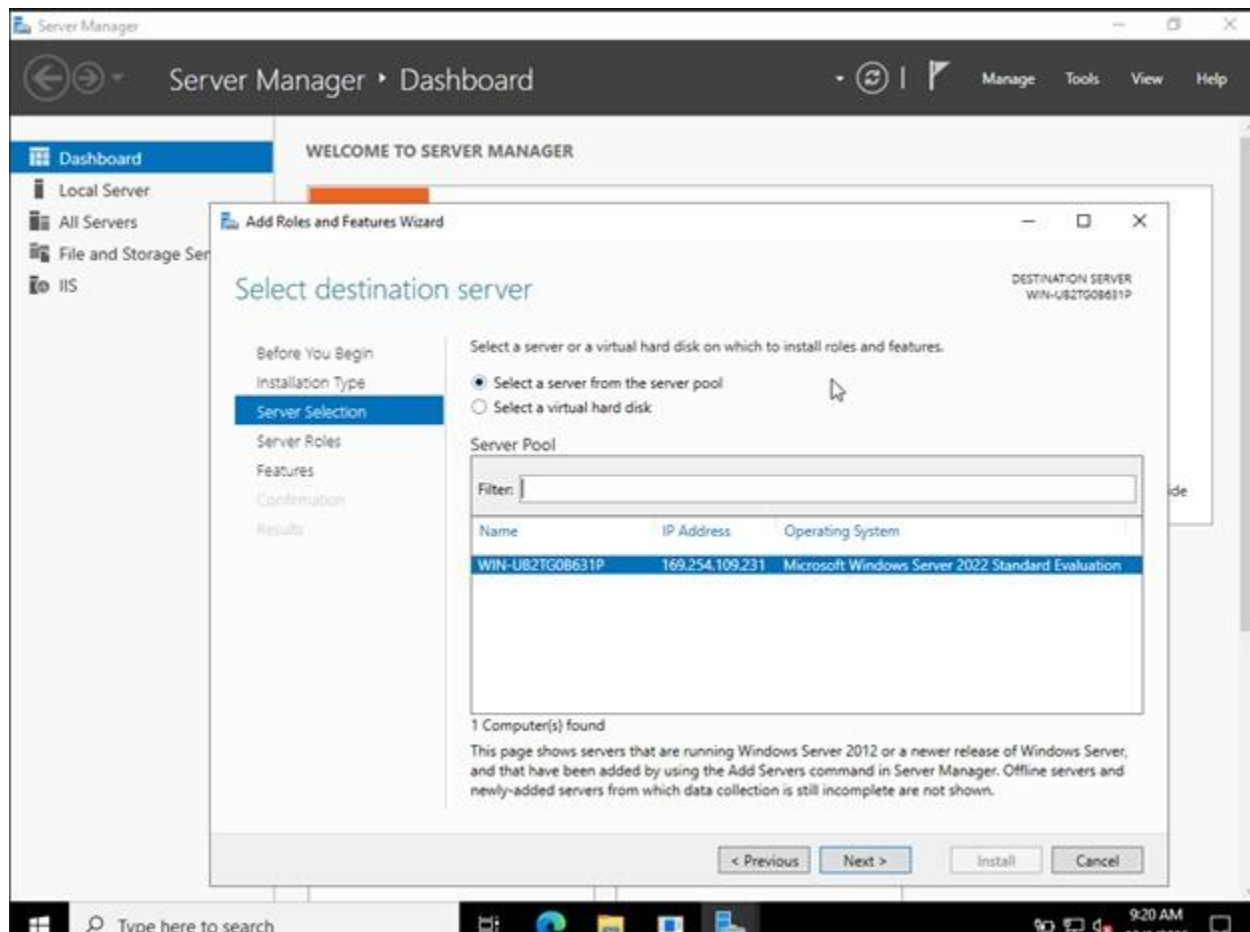 Server Manager
Server Manager ‣ Dashboard
Manage Tools View Help
Dashboard
Local Server
All Servers
File and Storage Ser
IIS
WELCOME TO SERVER MANAGER
Add Roles and Features Wizard
Select destination server
DESTINATION SERVER
WIN-UB2TG0B631P
Before You Begin
Installation Type
Server Selection
Server Roles
Features
Confirmation
Results
Select a server or a virtual hard disk on which to install roles and features.
Select a server from the server pool
Select a virtual hard disk
Server Pool
Filter:
Name IP Address Operating System
WIN-UB2TG0B631P 169.254.109.231 Microsoft Windows Server 2022 Standard Evaluation
1 Computer(s) found
This page shows servers that are running Windows Server 2012 or a newer release of Windows Server,
and that have been added by using the Add Servers command in Server Manager. Offline servers and
newly-added servers from which data collection is still incomplete are not shown.
ide
< Previous Next > Install Cancel
Type here to search
9:20 AM